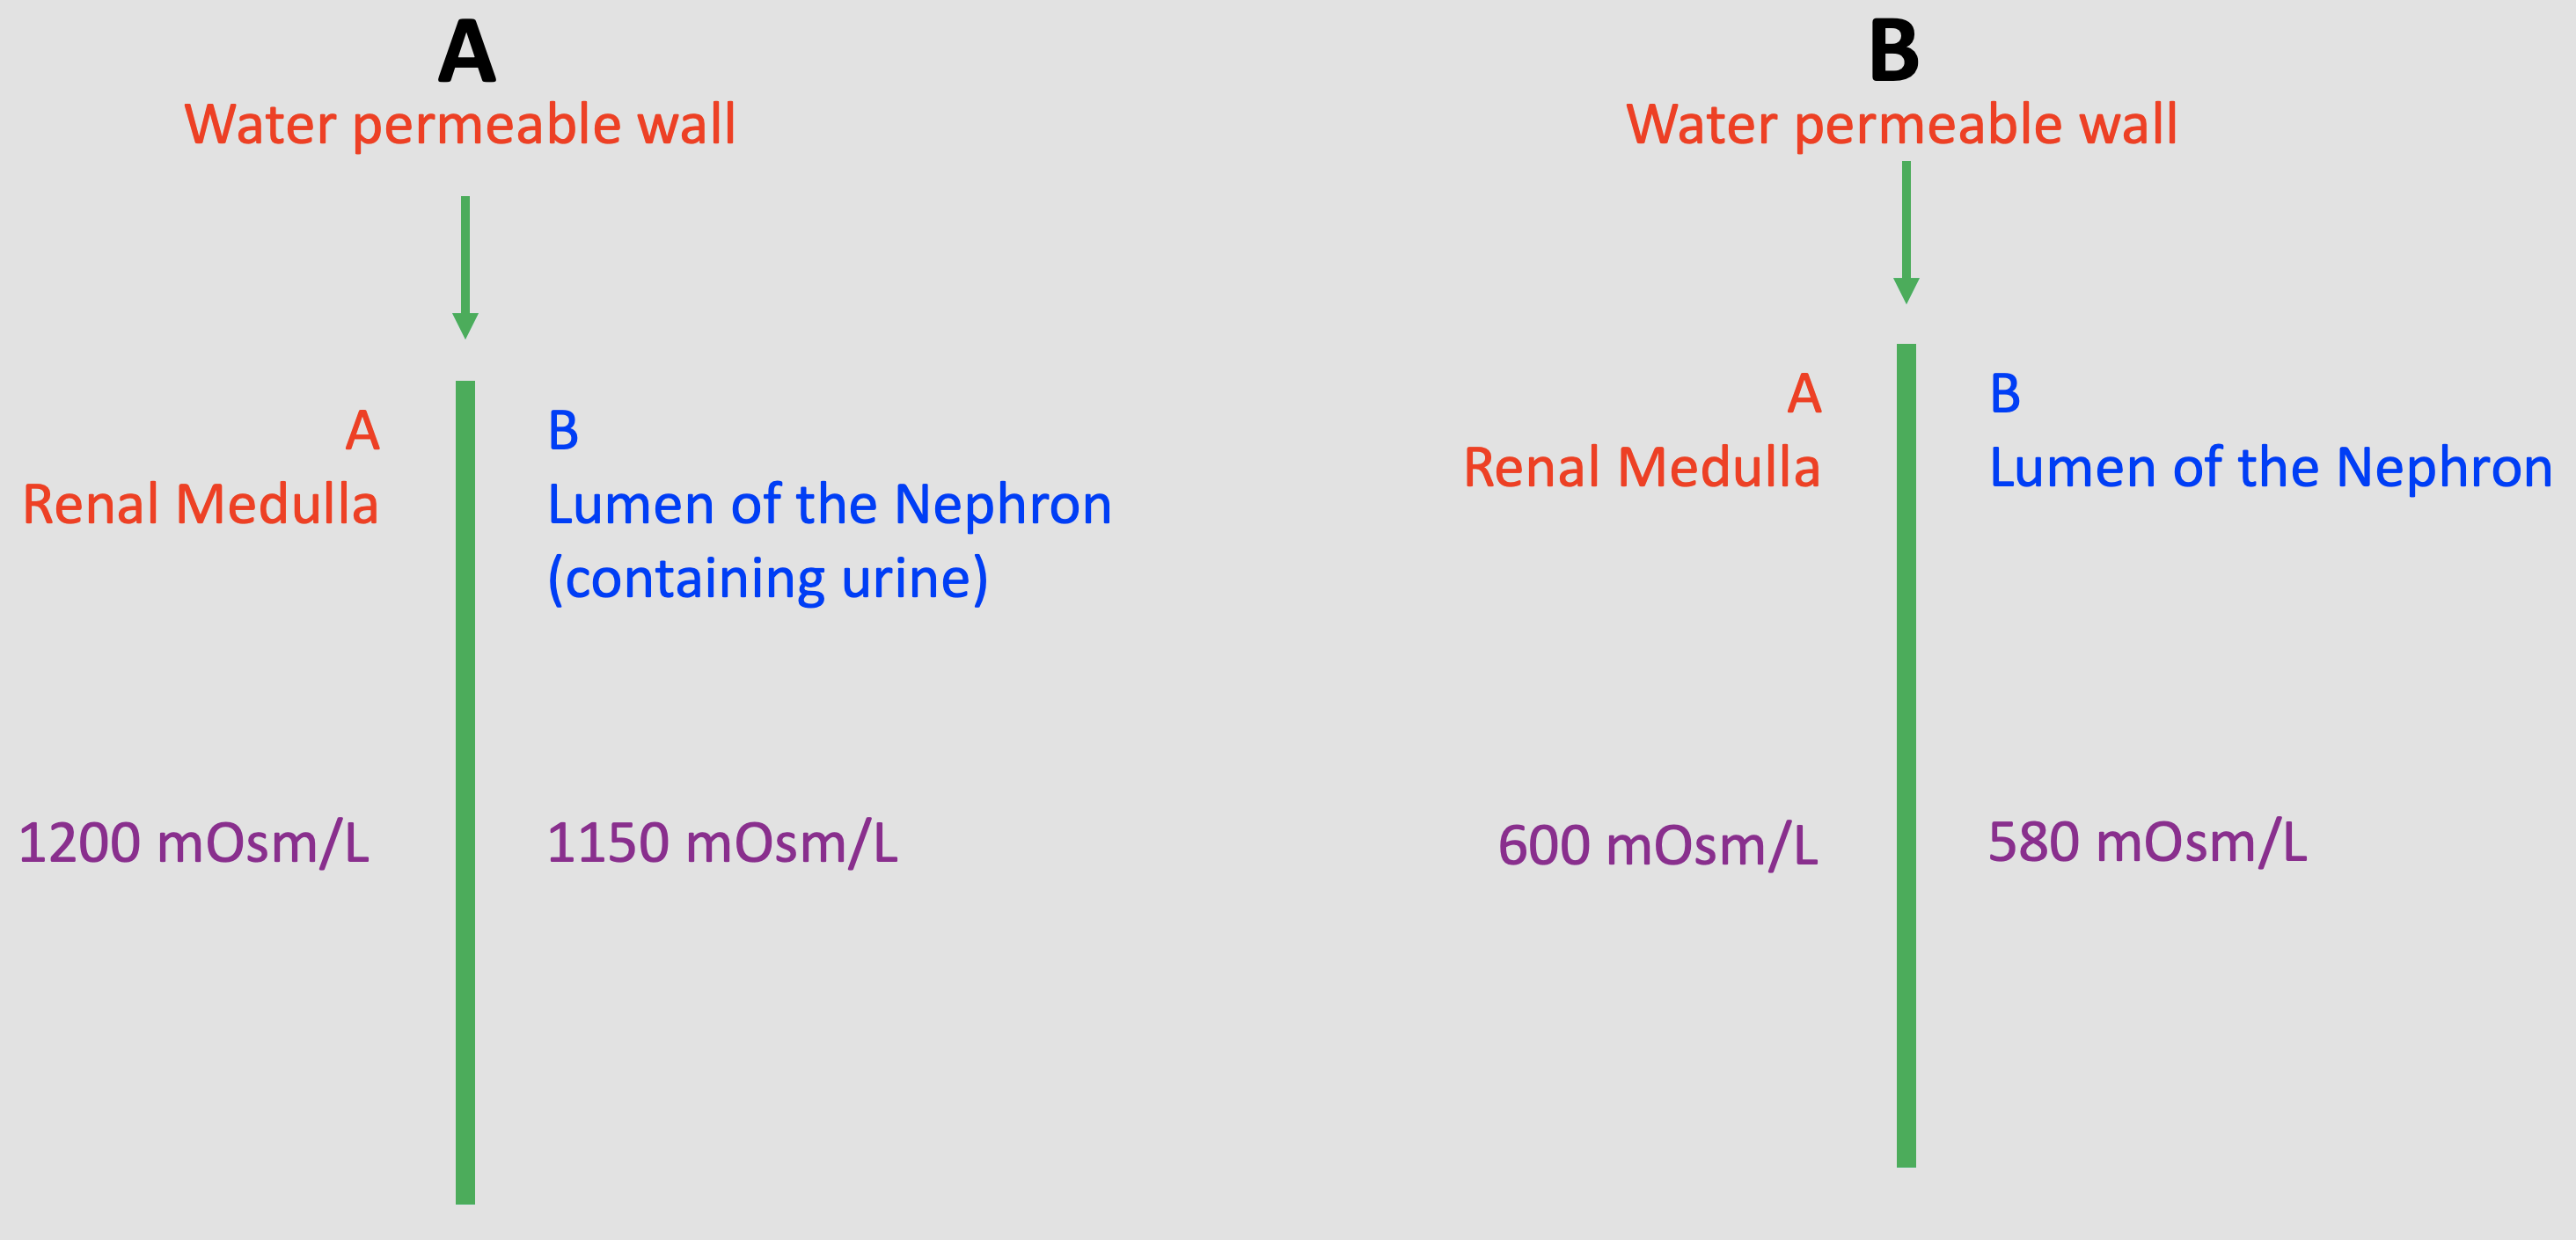 A
Water permeable wall
A
Renal Medulla
B
Lumen of the Nephron
(containing urine)
1200 mOsm/L
1150 mOsm/L
B
Water permeable wall
A
Renal Medulla
B
Lumen of the Nephron
600 mOsm/L
580 mOsm/L